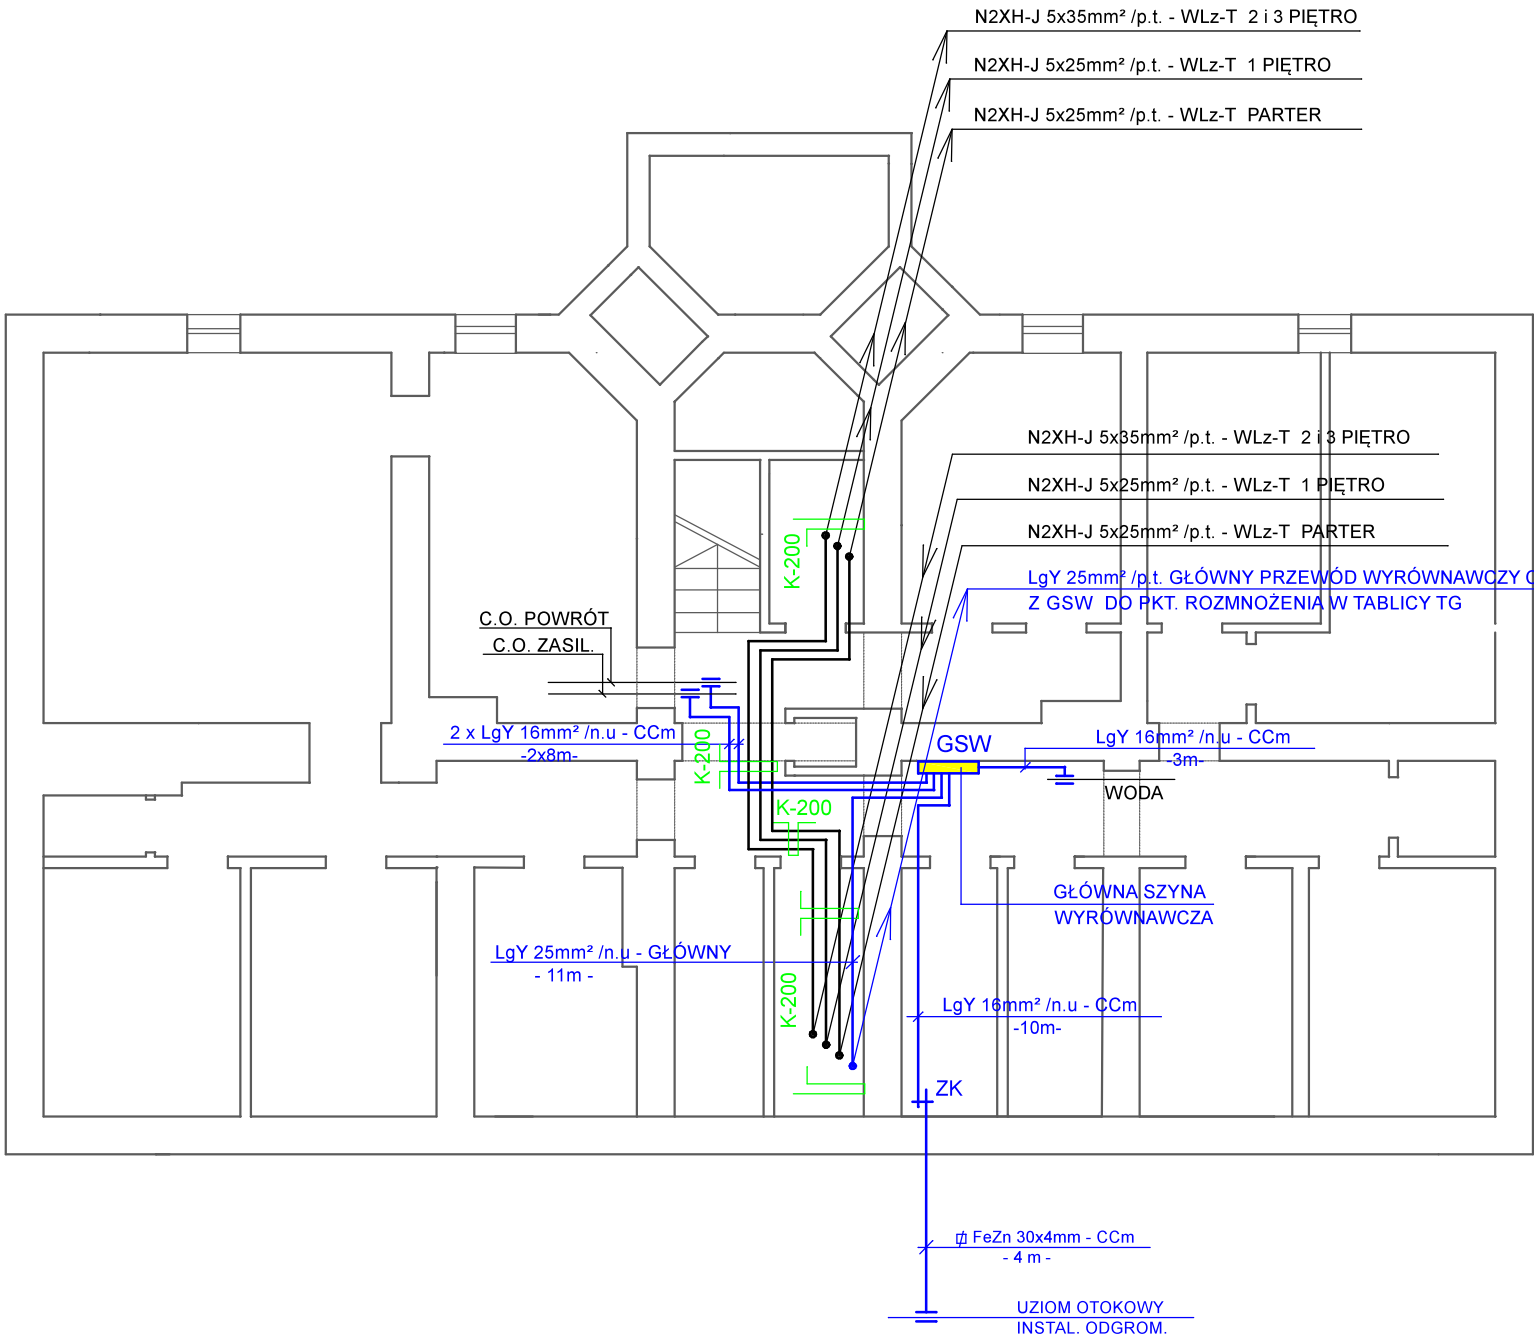 N2XH-J 5x35mm² /p.t. - WLz-T 2 i 3 PIĘTRO
N2XH-J 5x25mm² /p.t. - WLz-T 1 PIĘTRO
N2XH-J 5x25mm² /p.t. - WLz-T PARTER
N2XH-J 5x35mm² /p.t. - WLz-T 2 i 3 PIĘTRO
N2XH-J 5x25mm² /p.t. - WLz-T 1 PIĘTRO
N2XH-J 5x25mm² /p.t. - WLz-T PARTER
K-200
LgY 25mm² /p.t. GŁÓWNY PRZEWÓD WYRÓWNAWCZY
Z GSW DO PKT. ROZMNOŻENIA W TABLICY TG
C.O. POWRÓT
C.O. ZASIL.
2 x LgY 16mm² /n.u - CCm
-2x8m-
K-200
GSW
LgY 16mm² /n.u - CCm
-3m-
WODA
K-200
GŁÓWNA SZYNA
WYRÓWNAWCZA
LgY 25mm² /n.u - GŁÓWNY
- 11m -
K-200
LgY 16mm² /n.u - CCm
-10m-
ZK
FeZn 30x4mm - CCm
- 4 m -
UZIOM OTOKOWY
INSTAL. ODGROM.